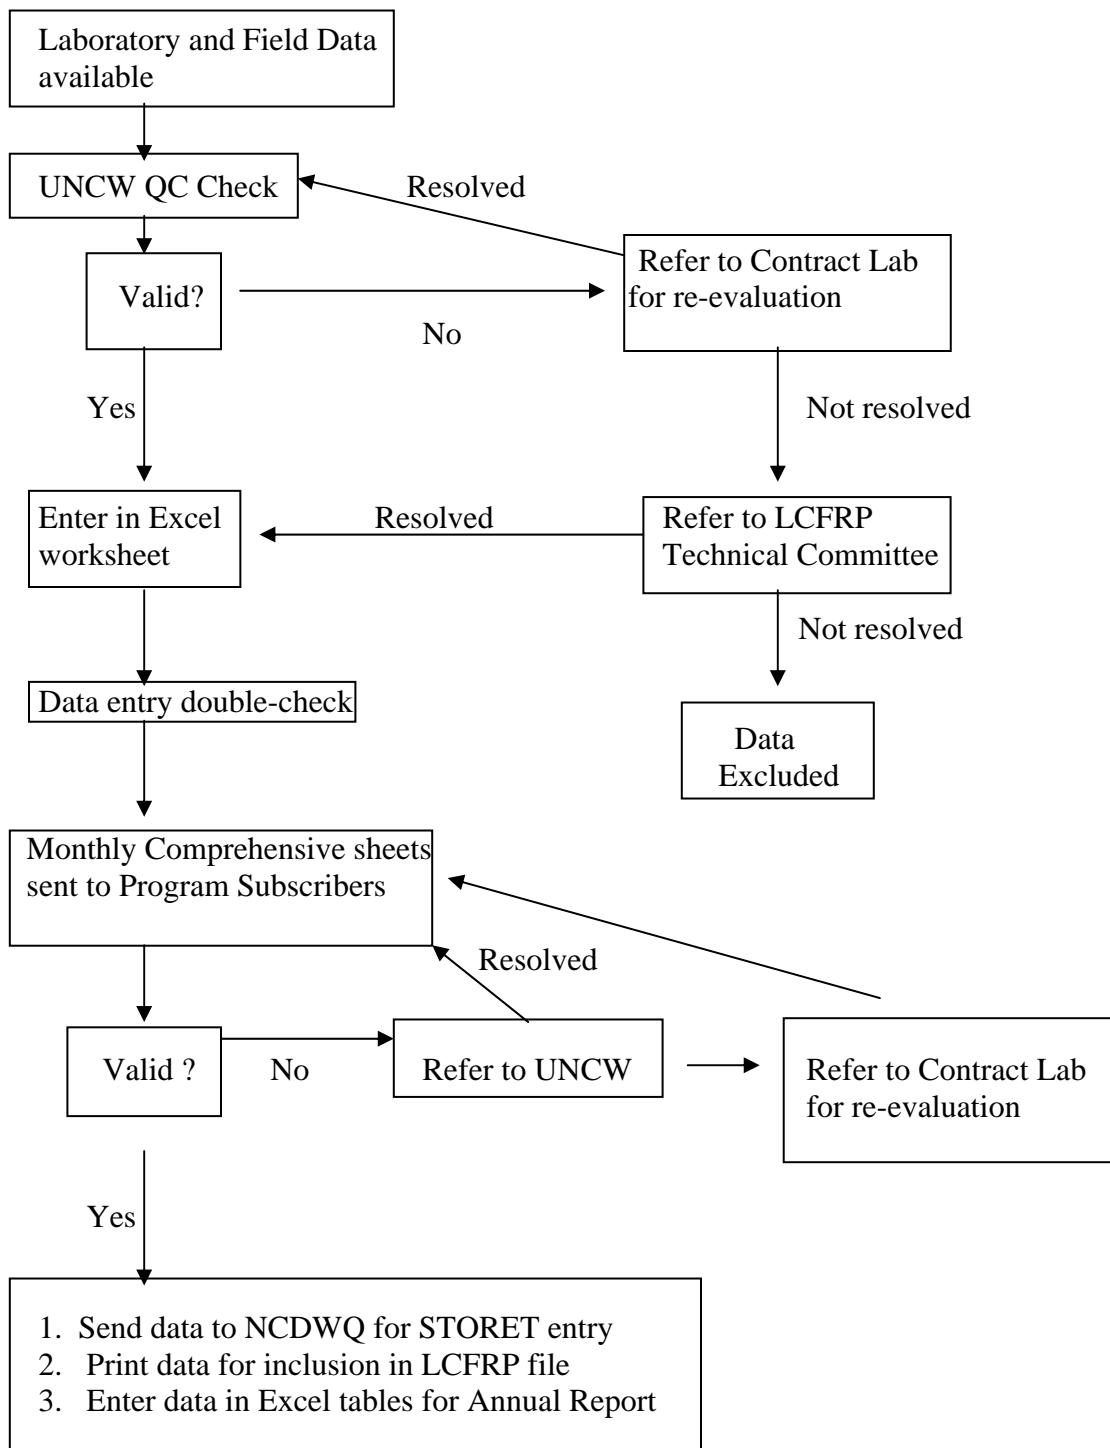 Laboratory and Field Data
available
UNCW QC Check
Resolved
Valid?
No
Refer to Contract Lab
for re-evaluation
Yes
Not resolved
Enter in Excel
worksheet
Resolved
Refer to LCFRP
Technical Committee
Not resolved
Data entry double-check
Data
Excluded
Monthly Comprehensive sheets
sent to Program Subscribers
Resolved
Valid ?
No
Refer to UNCW
Refer to Contract Lab
for re-evaluation
Yes
1. Send data to NCDWQ for STORET entry
2. Print data for inclusion in LCFRP file
3. Enter data in Excel tables for Annual Report